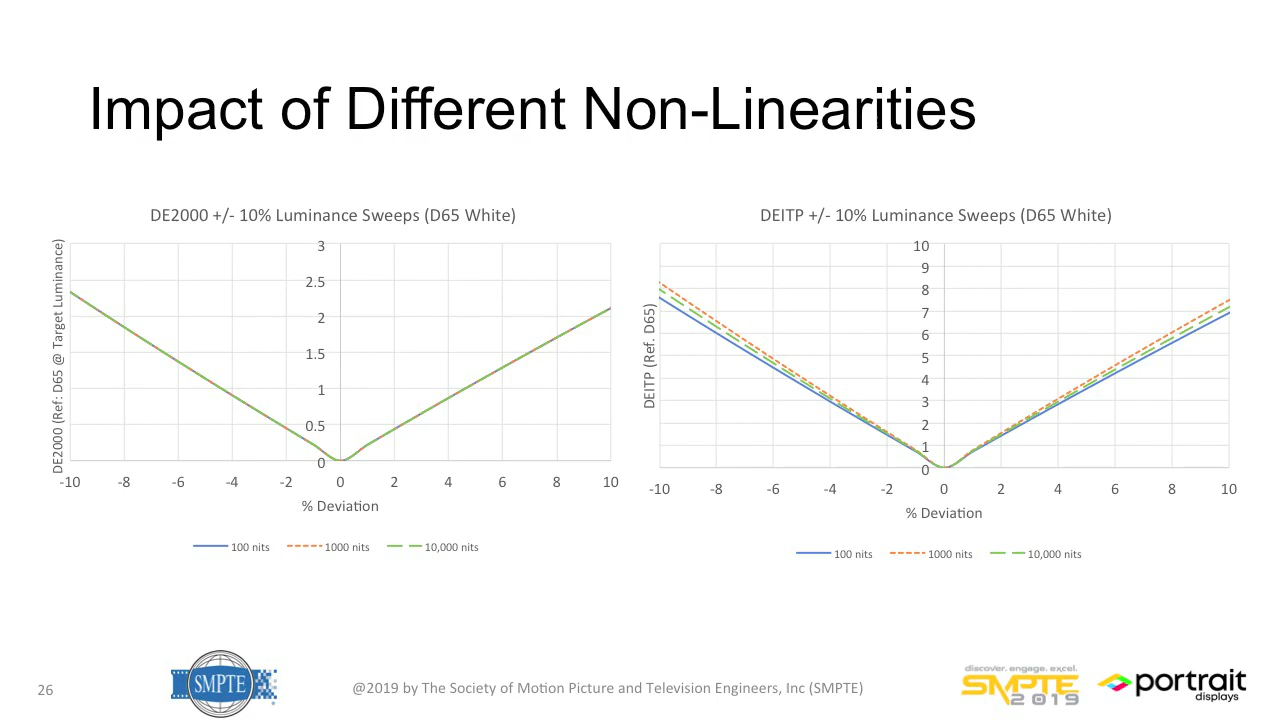 Impact of Different Non-Linearities
DE2000 +/- 10% Luminance Sweeps (D65 White)
DE2000 (Ref: D65 @ Target Luminance)
3
2.5
2
1.5
1
0.5
0
-10 -8 -6 -4 -2 0 2 4 6 8 10
% Deviation
100 nits 1000 nits 10,000 nits
DEITP +/- 10% Luminance Sweeps (D65 White)
DEITP (Ref. D65)
10
9
8
7
6
5
4
3
2
1
0
-10 -8 -6 -4 -2 0 2 4 6 8 10
% Deviation
100 nits 1000 nits 10,000 nits
26
SMPTE
@2019 by The Society of Motion Picture and Television Engineers, Inc (SMPTE)
discover. engage. excel.
SMPTE
2019
portrait
displays